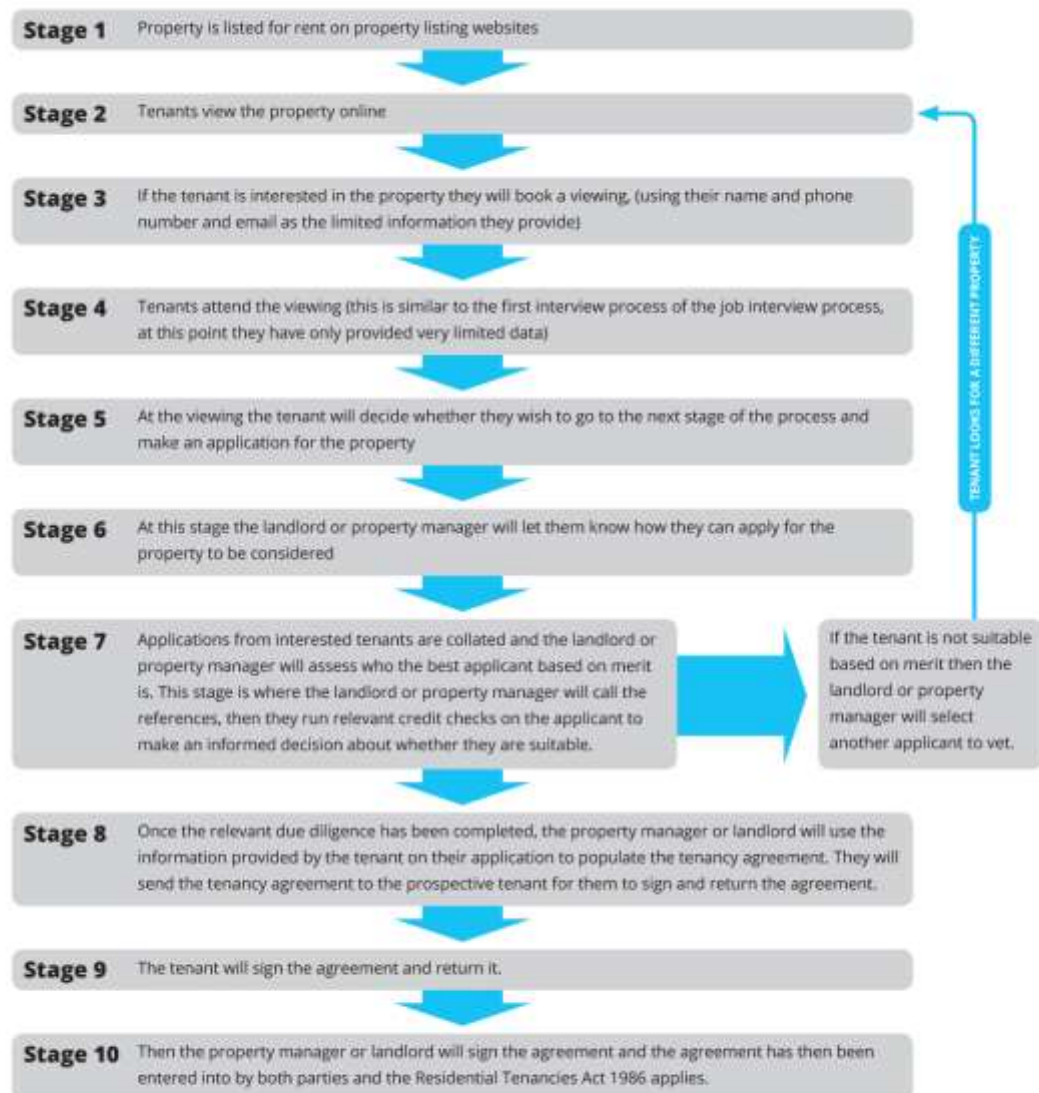 Stage 1 Property is listed for rent on property listing websites
Stage 2 Tenants view the property online
Stage 3 If the tenant is interested in the property they will book a viewing, (using their name and phone
number and email as the limited information they provide)
Stage 4 Tenants attend the viewing (this is similar to the first interview process of the job interview process,
at this point they have only provided very limited data)
Stage 5 At the viewing the tenant will decide whether they wish to go to the next stage of the process and
make an application for the property
Stage 6 At this stage the landlord or property manager will let them know how they can apply for the
property to be considered
Stage 7 Applications from interested tenants are collated and the landlord or
property manager will assess who the best applicant based on merit
is. This stage is where the landlord or property manager will call the
references, then they run relevant credit checks on the applicant to
make an informed decision about whether they are suitable.
If the tenant is not suitable
based on merit then the
landlord or property
manager will select
another applicant to vet.
TENANT LOOKS FOR A DIFFERENT PROPERTY
Stage 8 Once the relevant due diligence has been completed, the property manager or landlord will use the
information provided by the tenant on their application to populate the tenancy agreement. They will
send the tenancy agreement to the prospective tenant for them to sign and return the agreement.
Stage 9 The tenant will sign the agreement and return it.
Stage 10 Then the property manager or landlord will sign the agreement and the agreement has then been
entered into by both parties and the Residential Tenancies Act 1986 applies.